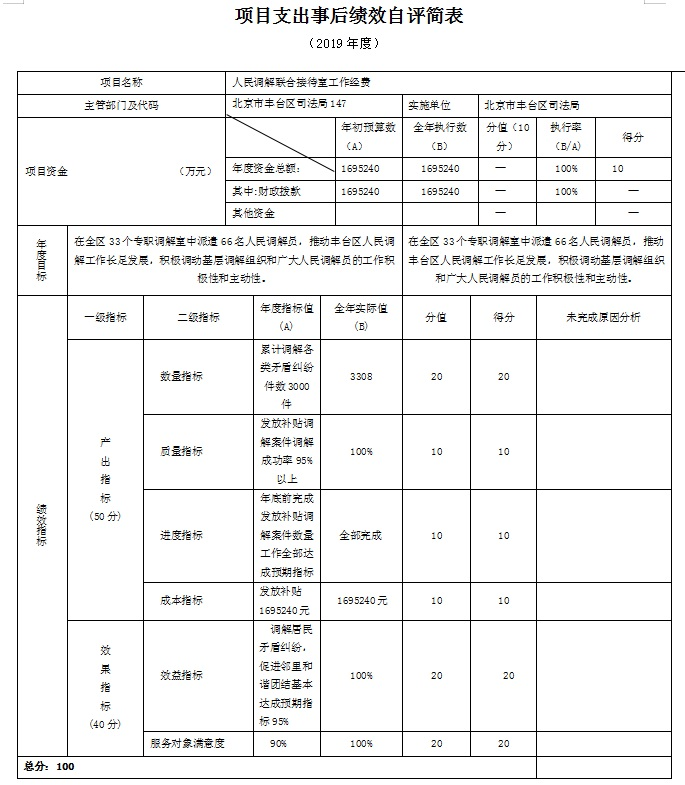 项目支出事后绩效自评简表
（2019 年度）
项目名称 人民调解联合接待室工作经费
主管部门及代码 北京市丰台区司法局 147 实施单位 北京市丰台区司法局
项目资金 （万元）
年初预算数（A） 全年执行数（B） 分值（10分） 执行率（B/A) 得分
年度资金总额： 1695240 1695240 — 100% 10
其中:财政拨款 1695240 1695240 — 100% —
其他资金 — —
年度目标
在全区 33 个专职调解室中派遣 66 名人民调解员，推动丰台区人民调
解工作长足发展，积极调动基层调解组织和广大人民调解员的工作积
极性和主动性。
在全区 33 个专职调解室中派遣 66 名人民调解员，推动
丰台区人民调解工作长足发展，积极调动基层调解组织
和广大人民调解员的工作积极性和主动性。
绩效指标
一级指标 二级指标 年度指标值(A) 全年实际值(B) 分值 得分 未完成原因分析
产出指标(50 分)
数量指标
累计调解各
类矛盾纠纷
件数 3000
件
3308 20 20
质量指标
发放补贴调
解案件调解
成功率 95%
以上
100% 10 10
进度指标
年底前完成
发放补贴调
解案件数量
工作全部达
成预期指标
全部完成 10 10
成本指标
发放补贴
1695240 元
1695240 元 10 10
效果指标(40 分)
效益指标
调解居民
矛盾纠纷，
促进邻里和
谐团结基本
达成预期指
标 95%
100% 20 20
服务对象满意度 90% 100% 20 20
总分：100